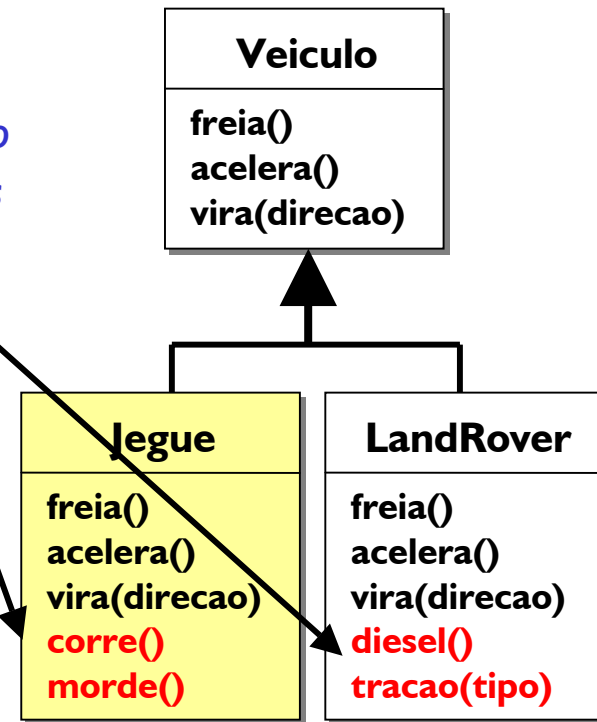 Veiculo
freia()
acelera()
vira(direcao)
Jegue
freia()
acelera()
vira(direcao)
corre()
morde()
LandRover
freia()
acelera()
vira(direcao)
diesel()
tracao(tipo)